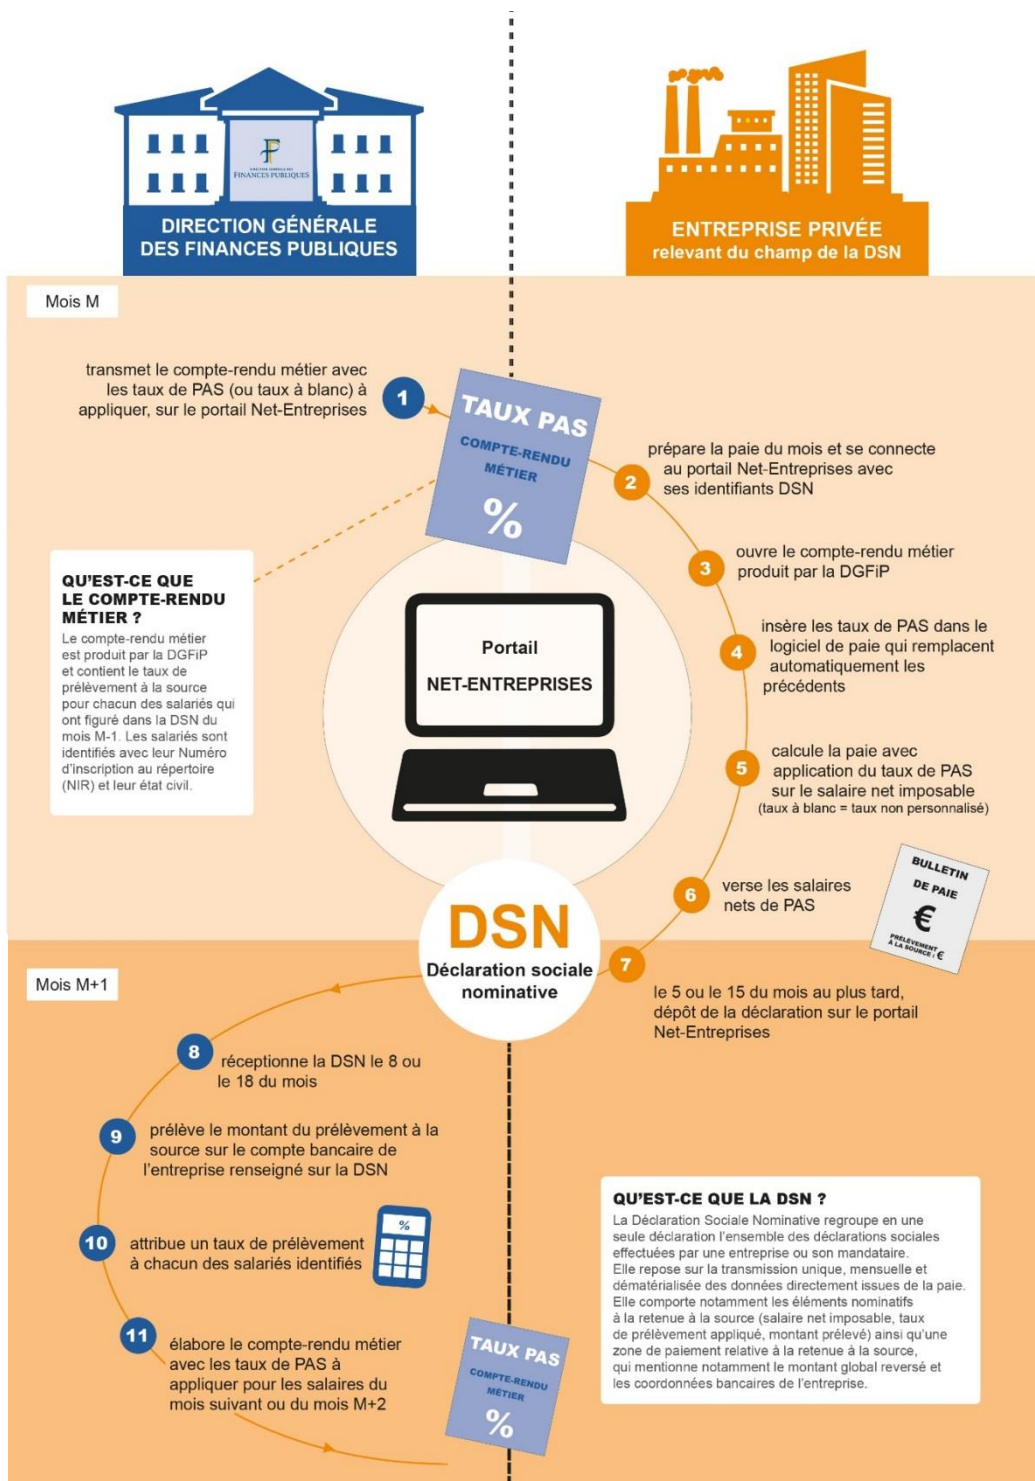 DIRECTION GÉNÉRALE DES
FINANCES PUBLIQUES
DIRECTION GÉNÉRALE
DES FINANCES PUBLIQUES
ENTREPRISE PRIVÉE
relevant du champ de la DSN
Mois M
transmet le compte-rendu métier avec
les taux de PAS (ou taux à blanc) à
appliquer, sur le portail Net-Entreprises
1
TAUX PAS
COMPTE-RENDU
MÉTIER
%
2
prépare la paie du mois et se connecte
au portail Net-Entreprises avec
ses identifiants DSN
3
ouvre le compte-rendu métier
produit par la DGFiP
QU’EST-CE QUE
LE COMPTE-RENDU
MÉTIER ?
Le compte-rendu métier
est produit par la DGFiP
et contient le taux de
prélèvement à la source
pour chacun des salariés qui
ont figuré dans la DSN du
mois M-1. Les salariés sont
identifiés avec leur Numéro
d’inscription au répertoire
(NIR) et leur état civil.
Portail
NET-ENTREPRISES
4
insère les taux de PAS dans le
logiciel de paie qui remplacent
automatiquement les
précédents
5
calcule la paie avec
application du taux de PAS
sur le salaire net imposable
(taux à blanc = taux non personnalisé)
6
verse les salaires
nets de PAS
BULLETIN
DE PAIE
€
PRÉLÈVEMENT
À LA SOURCE : €
DSN
Déclaration sociale
nominative
7
le 5 ou le 15 du mois au plus tard,
dépôt de la déclaration sur le portail
Net-Entreprises
Mois M+1
8
réceptionne la DSN le 8 ou
le 18 du mois
9
prélève le montant du prélèvement à la
source sur le compte bancaire de
l’entreprise renseigné sur la DSN
10
attribue un taux de prélèvement
à chacun des salariés identifiés
%
11
élabore le compte-rendu métier
avec les taux de PAS à
appliquer pour les salaires du
mois suivant ou du mois M+2
TAUX PAS
COMPTE-RENDU
MÉTIER
%
QU’EST-CE QUE LA DSN ?
La Déclaration Sociale Nominative regroupe en une
seule déclaration l’ensemble des déclarations sociales
effectuées par une entreprise ou son mandataire.
Elle repose sur la transmission unique, mensuelle et
dématérialisée des données directement issues de la paie.
Elle comporte notamment les éléments nominatifs
à la retenue à la source (salaire net imposable, taux
de prélèvement appliqué, montant prélevé) ainsi qu’une
zone de paiement relative à la retenue à la source,
qui mentionne notamment le montant global reversé et
les coordonnées bancaires de l’entreprise.